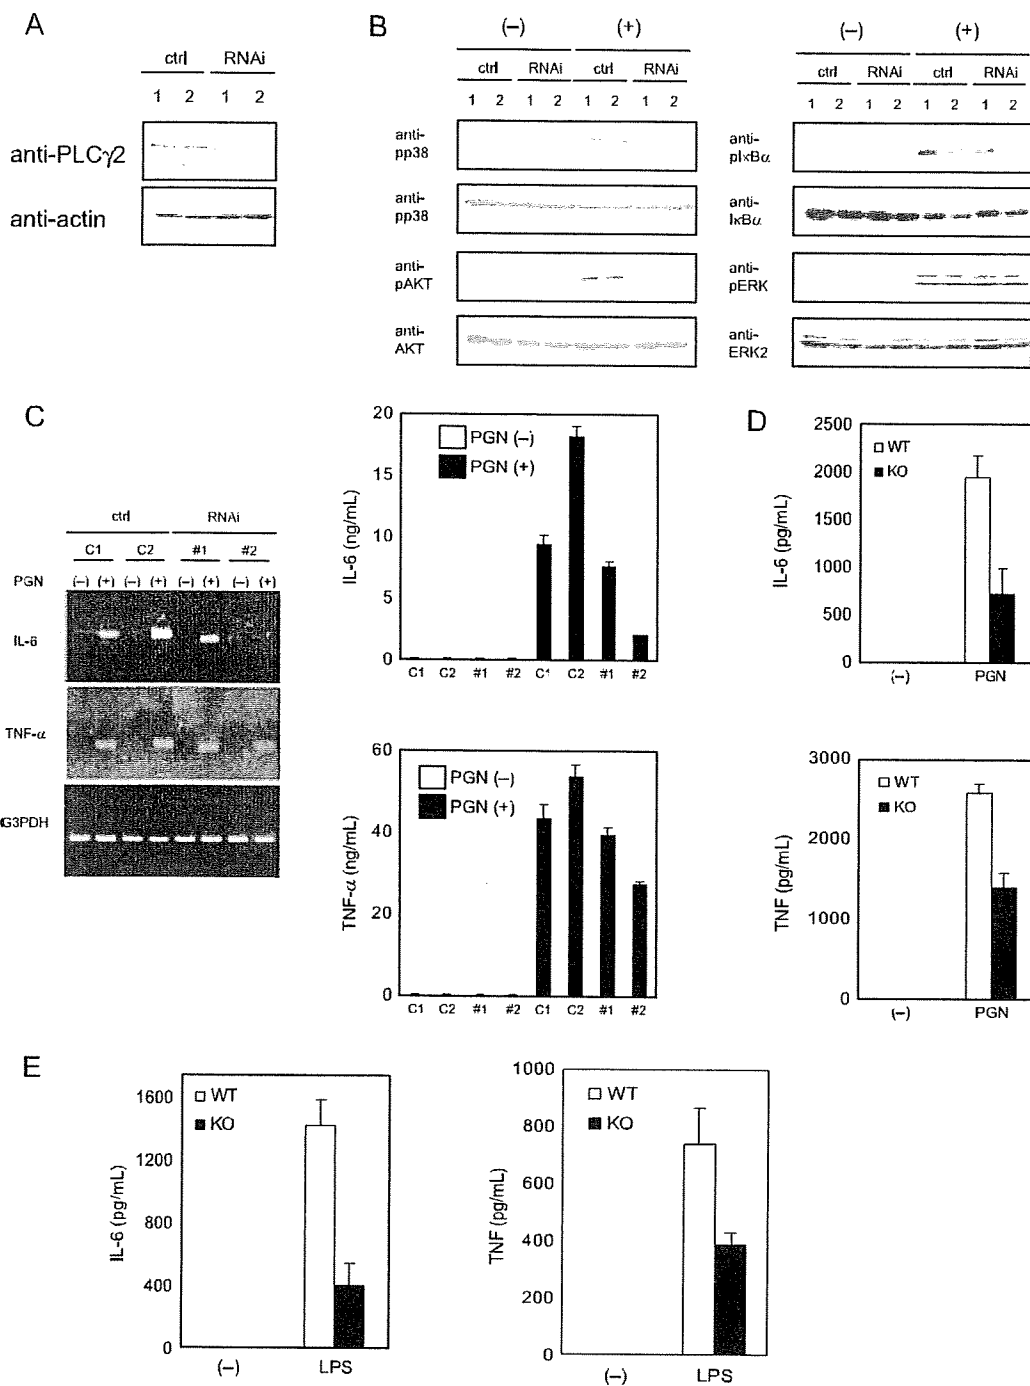 A
ctrl RNAi
1 2 1 2
anti-PLCγ2
anti-actin
B
(–) (+)
ctrl RNAi ctrl RNAi
1 2 1 2 1 2 1 2
anti-
pp38
anti-
pp38
anti-
pAKT
anti-
AKT
(–) (+)
ctrl RNAi ctrl RNAi
1 2 1 2 1 2 1 2
anti-
pIκBα
anti-
IκBα
anti-
pERK
anti-
ERK2
C
ctrl RNAi
C1 C2 #1 #2
PGN (–) (+) (–) (+) (–) (+) (–) (+)
IL-6
TNF-α
G3PDH
20
15
10
5
0
IL-6 (ng/mL)
PGN (–)
PGN (+)
C1 C2 #1 #2 C1 C2 #1 #2
60
40
20
0
TNF-α (ng/mL)
PGN (–)
PGN (+)
C1 C2 #1 #2 C1 C2 #1 #2
D
2500
2000
1500
1000
500
0
IL-6 (pg/mL)
WT
KO
(–) PGN
3000
2000
1000
0
TNF (pg/mL)
WT
KO
(–) PGN
E
1600
1200
800
400
0
IL-6 (pg/mL)
WT
KO
(–) LPS
1000
800
600
400
200
0
TNF (pg/mL)
WT
KO
(–) LPS